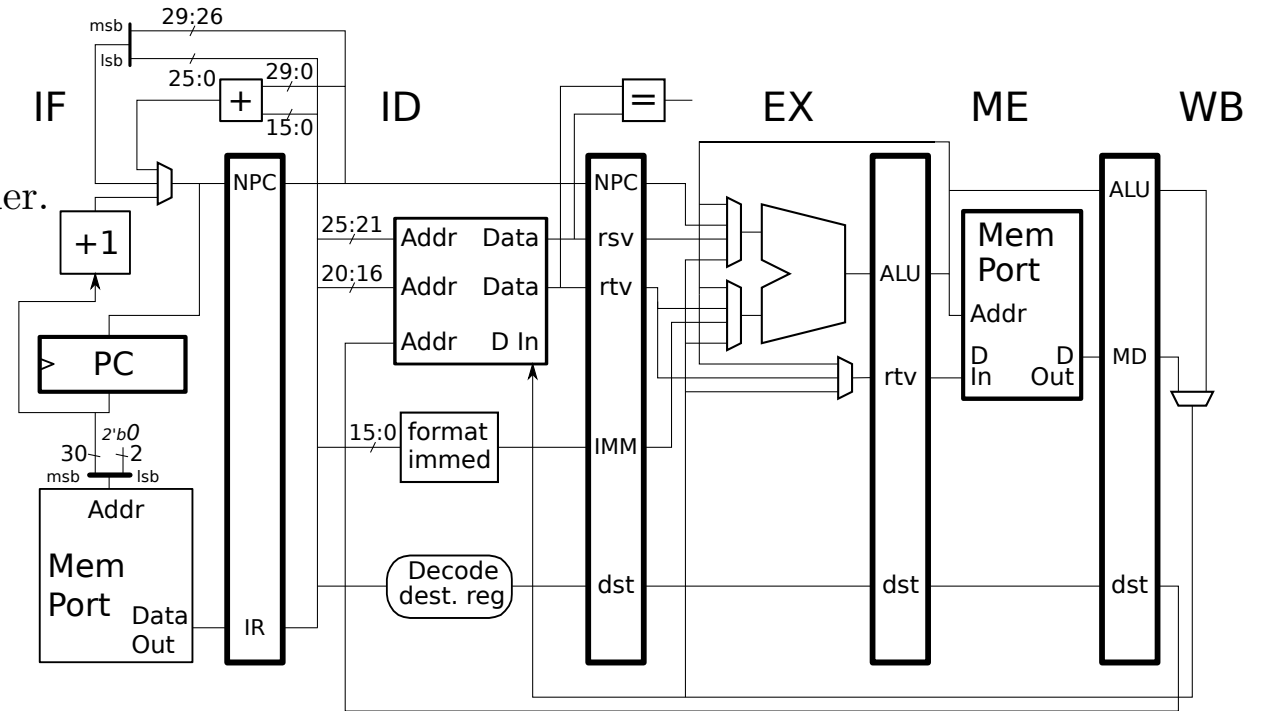 29:26
msb
lsb
25:0
29:0
15:0
IF
ID
EX
ME
WB
+
=
er.
NPC
NPC
ALU
+1
25:21
Addr
Data
rsv
20:16
Addr
Data
rtv
Addr
D In
ALU
Mem
Port
Addr
D
In
D
Out
MD
rtv
PC
2'b0
30
2
msb
lsb
15:0
format
immed
IMM
Addr
Mem
Port
Data
Out
IR
Decode
dest. reg
dst
dst
dst